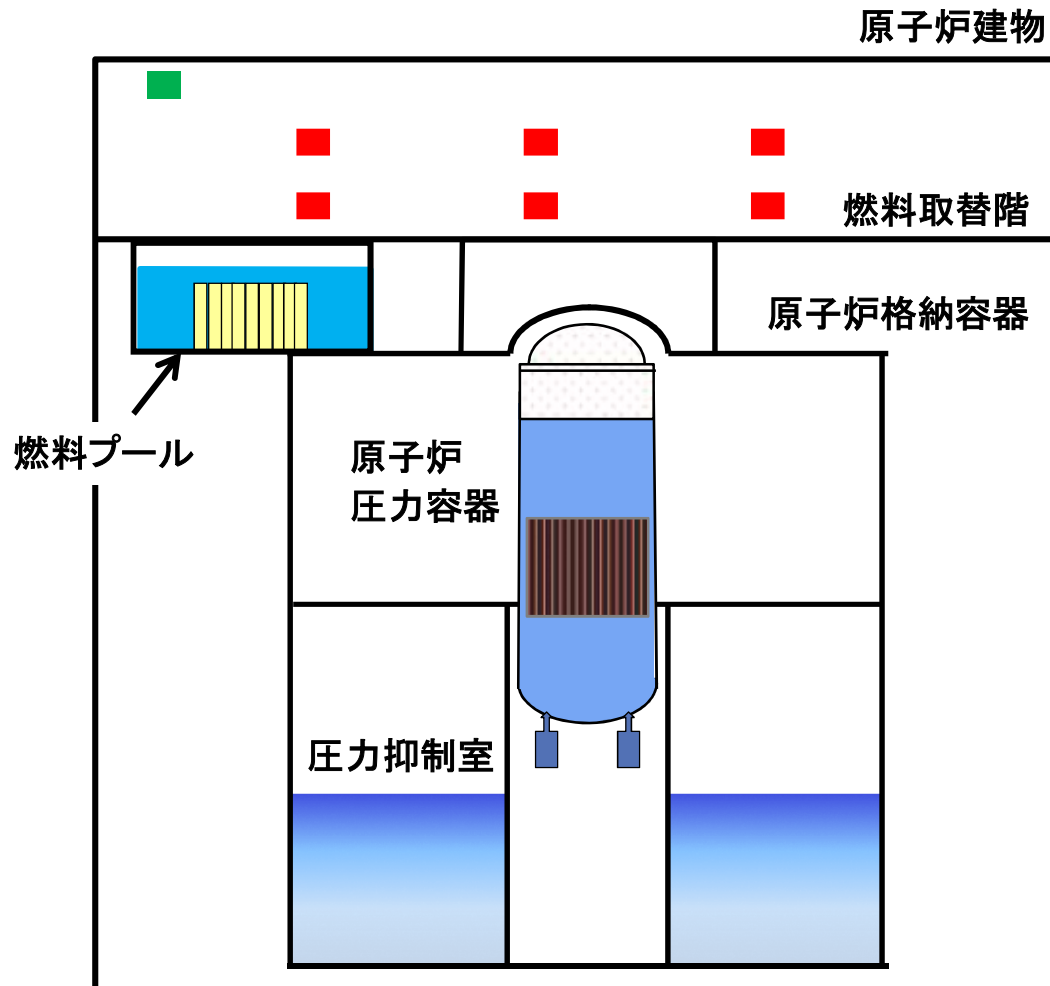 原子炉建物
燃料取替階
原子炉格納容器
燃料プール
原子炉
圧力容器
圧力抑制室